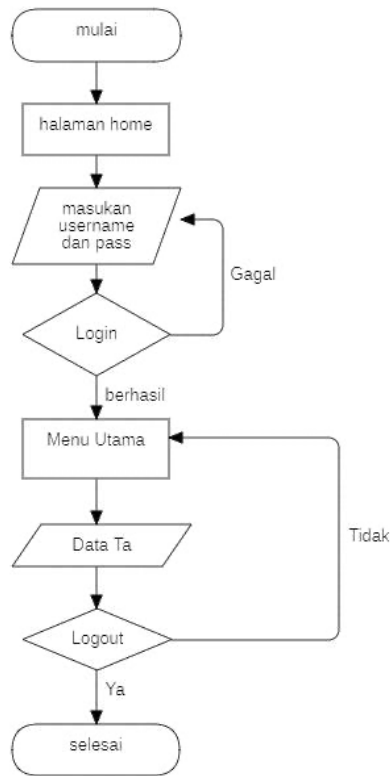 mulai
halaman home
masukan
username
dan pass
Gagal
Login
berhasil
Menu Utama
Tidak
Data Ta
Logout
Ya
selesai